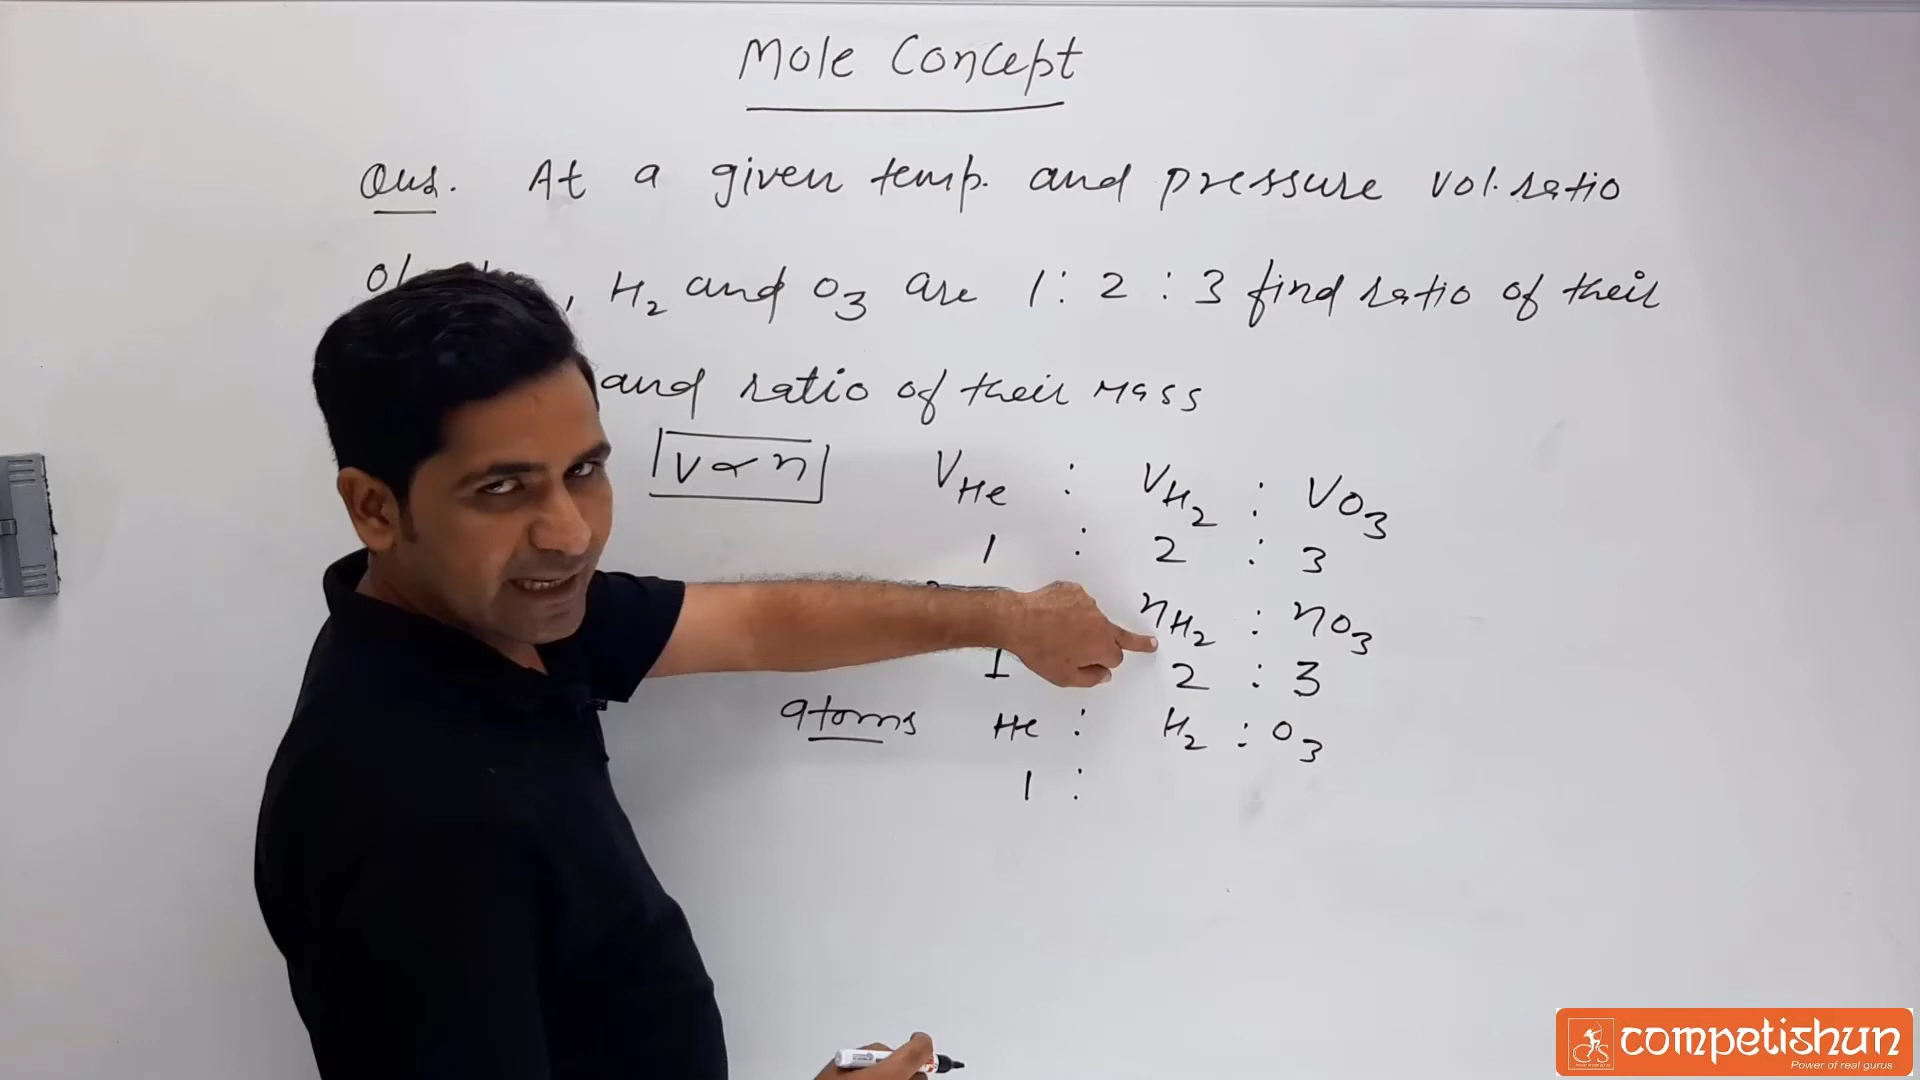 Mole Concept
Ques. At a given temp. and pressure vol. ratio
, H2 and O3 are 1 : 2 : 3 find ratio of their
and ratio of their Mass
V ∝ n
VHe : VH2 : VO3
1 : 2 : 3
nH2 : nO3
1 2 : 3
atoms He : H2 : O3
1 :
competishun
Power of real gurus